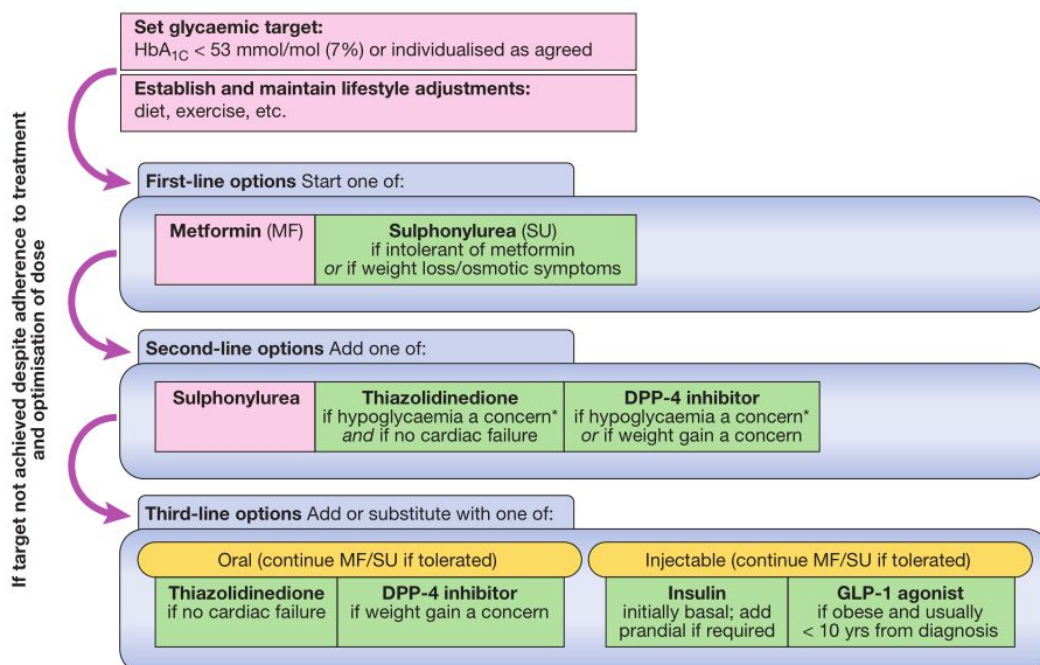 Set glycaemic target:
HbA1C < 53 mmol/mol (7%) or individualised as agreed
Establish and maintain lifestyle adjustments:
diet, exercise, etc.
If target not achieved despite adherence to treatment
and optimisation of dose
First-line options Start one of:
Metformin (MF)
Sulphonylurea (SU)
if intolerant of metformin
or if weight loss/osmotic symptoms
Second-line options Add one of:
Sulphonylurea
Thiazolidinedione
if hypoglycaemia a concern*
and if no cardiac failure
DPP-4 inhibitor
if hypoglycaemia a concern*
or if weight gain a concern
Third-line options Add or substitute with one of:
Oral (continue MF/SU if tolerated)
Thiazolidinedione
if no cardiac failure
DPP-4 inhibitor
if weight gain a concern
Injectable (continue MF/SU if tolerated)
Insulin
initially basal; add
prandial if required
GLP-1 agonist
if obese and usually
< 10 yrs from diagnosis